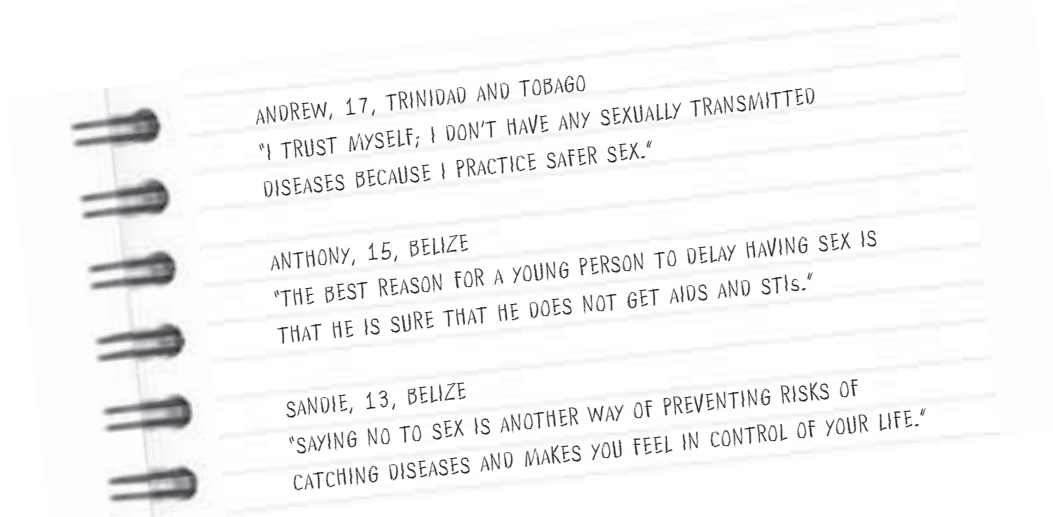 ANDREW, 17, TRINIDAD AND TOBAGO
"I TRUST MYSELF; I DON'T HAVE ANY SEXUALLY TRANSMITTED
DISEASES BECAUSE I PRACTICE SAFER SEX."
ANTHONY, 15, BELIZE
"THE BEST REASON FOR A YOUNG PERSON TO DELAY HAVING SEX IS
THAT HE IS SURE THAT HE DOES NOT GET AIDS AND STIs."
SANDIE, 13, BELIZE
"SAYING NO TO SEX IS ANOTHER WAY OF PREVENTING RISKS OF
CATCHING DISEASES AND MAKES YOU FEEL IN CONTROL OF YOUR LIFE."